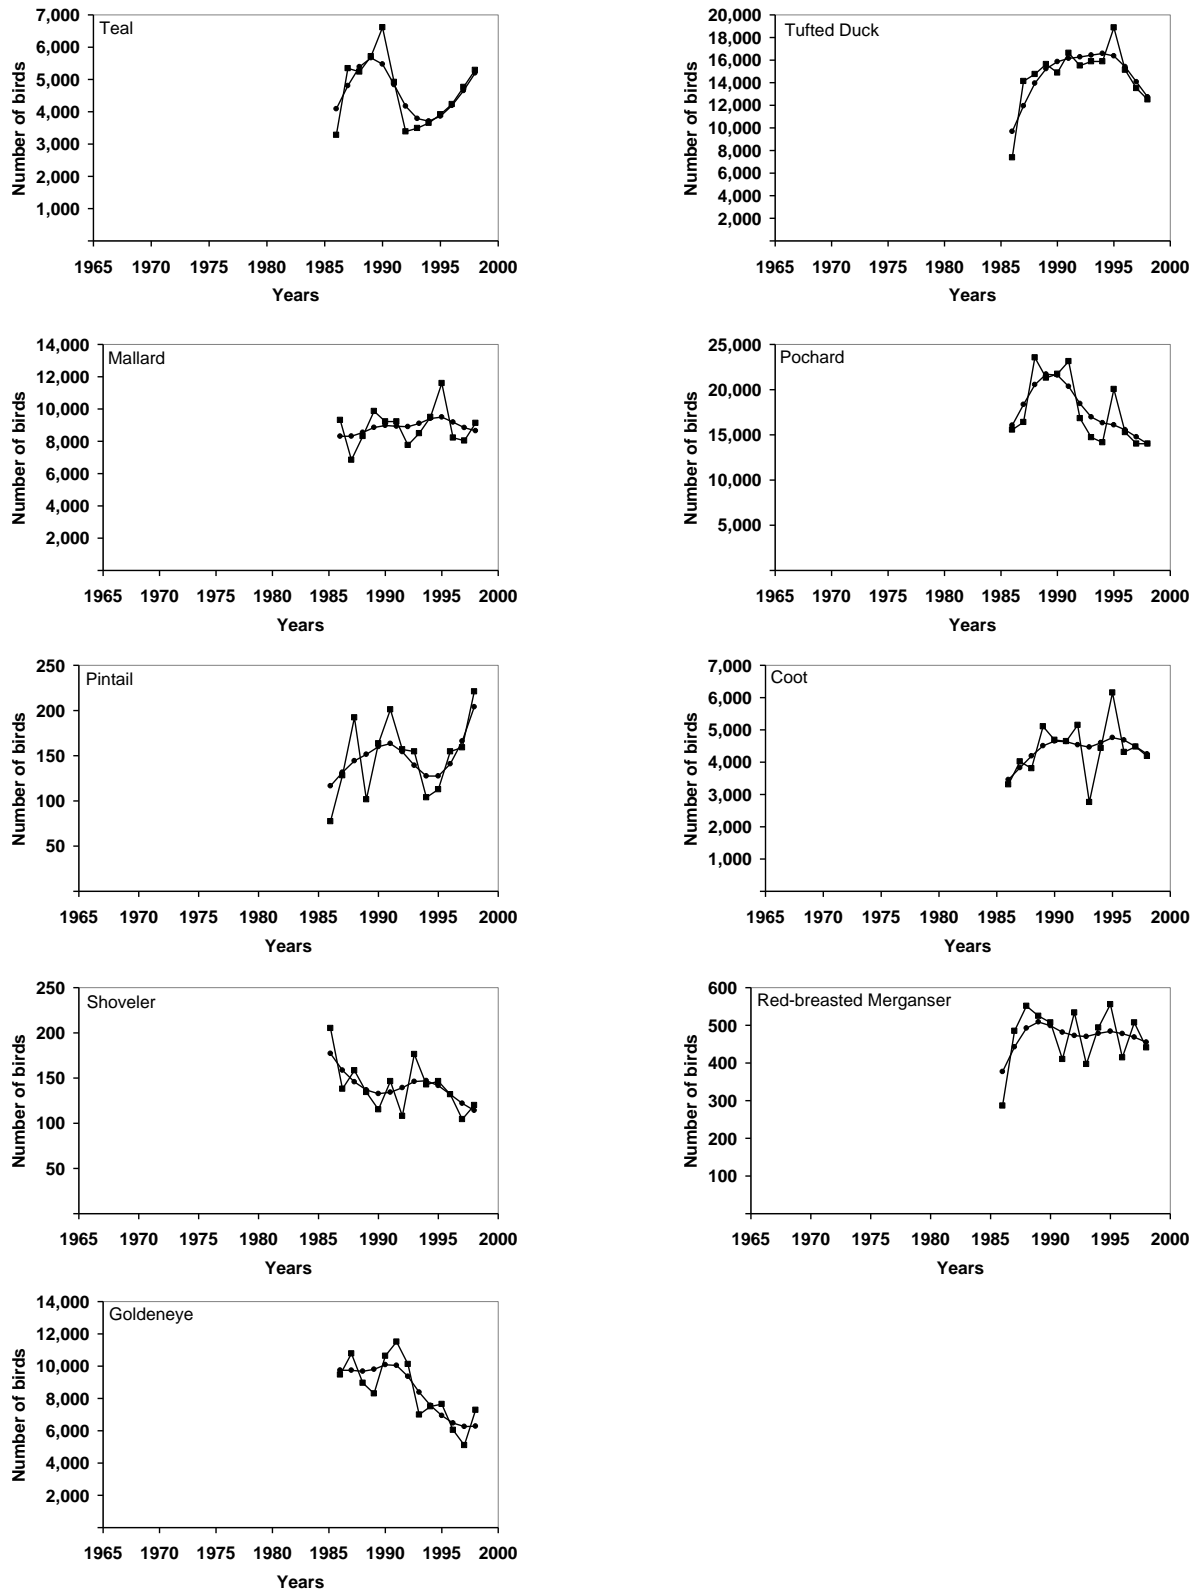 Teal
7,000
6,000
5,000
4,000
3,000
2,000
1,000
Number of birds
1965 1970 1975 1980 1985 1990 1995 2000
Years
Tufted Duck
20,000
18,000
16,000
14,000
12,000
10,000
8,000
6,000
4,000
2,000
Number of birds
1965 1970 1975 1980 1985 1990 1995 2000
Years
Mallard
14,000
12,000
10,000
8,000
6,000
4,000
2,000
Number of birds
1965 1970 1975 1980 1985 1990 1995 2000
Years
Pochard
25,000
20,000
15,000
10,000
5,000
Number of birds
1965 1970 1975 1980 1985 1990 1995 2000
Years
Pintail
250
200
150
100
50
Number of birds
1965 1970 1975 1980 1985 1990 1995 2000
Years
Coot
7,000
6,000
5,000
4,000
3,000
2,000
1,000
Number of birds
1965 1970 1975 1980 1985 1990 1995 2000
Years
Shoveler
250
200
150
100
50
Number of birds
1965 1970 1975 1980 1985 1990 1995 2000
Years
Red-breasted Merganser
600
500
400
300
200
100
Number of birds
1965 1970 1975 1980 1985 1990 1995 2000
Years
Goldeneye
14,000
12,000
10,000
8,000
6,000
4,000
2,000
Number of birds
1965 1970 1975 1980 1985 1990 1995 2000
Years